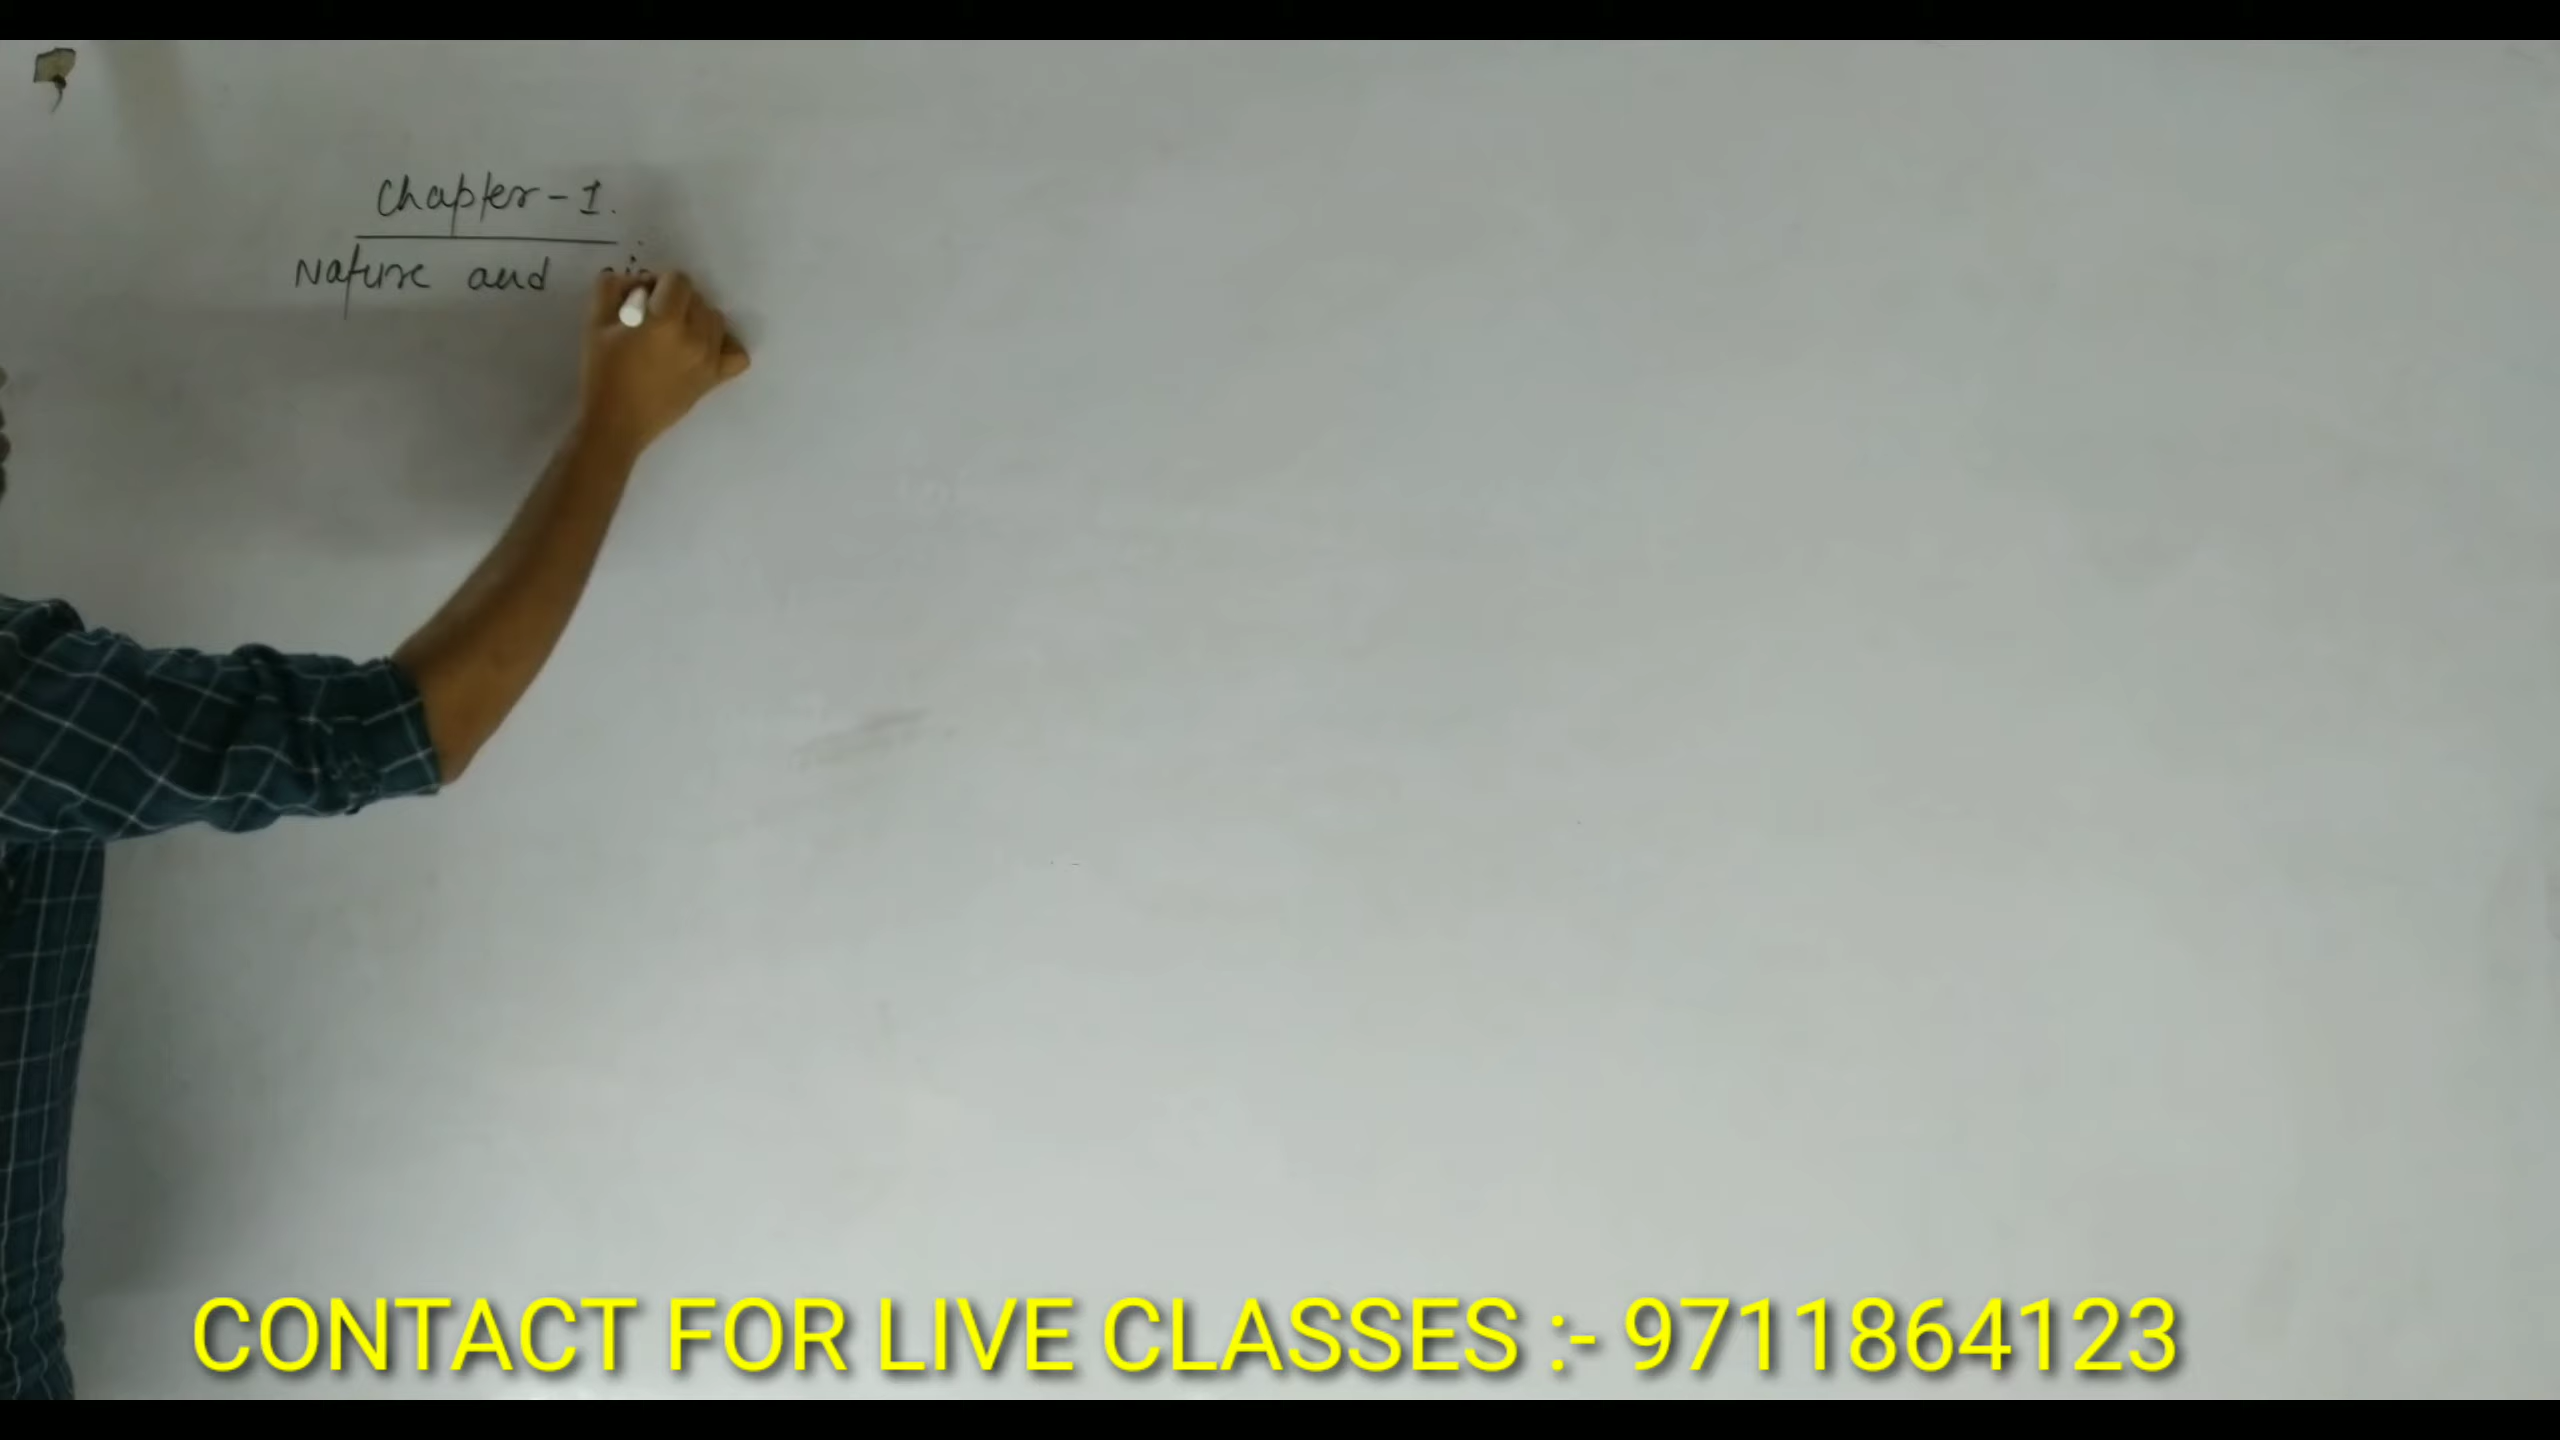 Chapter - 1.
Nature and
CONTACT FOR LIVE CLASSES :- 9711864123